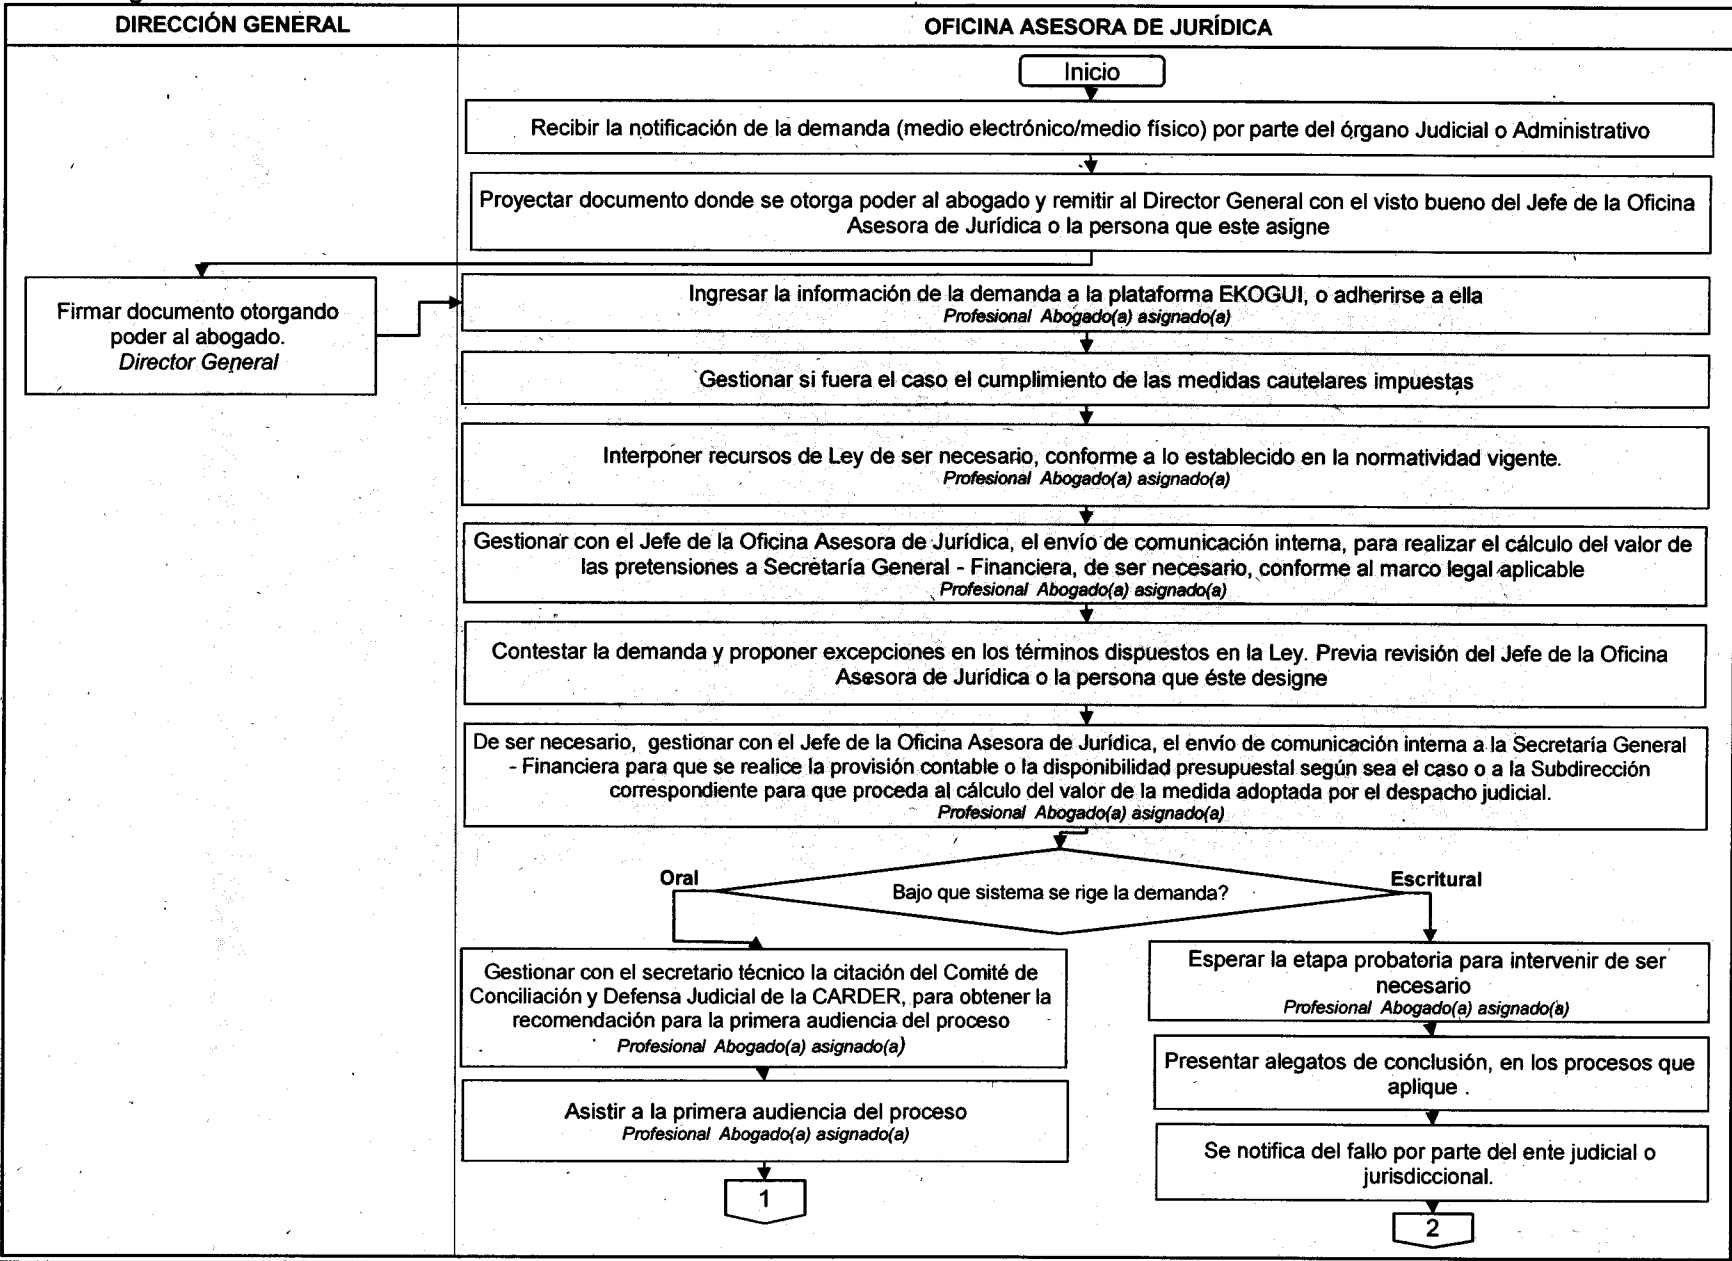 DIRECCIÓN GENERAL
OFICINA ASESORA DE JURÍDICA
Inicio
Recibir la notificación de la demanda (medio electrónico/medio físico) por parte del órgano Judicial o Administrativo
Proyectar documento donde se otorga poder al abogado y remitir al Director General con el visto bueno del Jefe de la Oficina
Asesora de Jurídica o la persona que este asigne
Firmar documento otorgando
poder al abogado.
Director General
Ingresar la información de la demanda a la plataforma EKOGUI, o adherirse a ella
Profesional Abogado(a) asignado(a)
Gestionar si fuera el caso el cumplimiento de las medidas cautelares impuestas
Interponer recursos de Ley de ser necesario, conforme a lo establecido en la normatividad vigente.
Profesional Abogado(a) asignado(a)
Gestionar con el Jefe de la Oficina Asesora de Jurídica, el envío de comunicación interna, para realizar el cálculo del valor de
las pretensiones a Secretaría General - Financiera, de ser necesario, conforme al marco legal aplicable
Profesional Abogado(a) asignado(a)
Contestar la demanda y proponer excepciones en los términos dispuestos en la Ley. Previa revisión del Jefe de la Oficina
Asesora de Jurídica o la persona que éste designe
De ser necesario, gestionar con el Jefe de la Oficina Asesora de Jurídica, el envío de comunicación interna a la Secretaría General
- Financiera para que se realice la provisión contable o la disponibilidad presupuestal según sea el caso o a la Subdirección
correspondiente para que proceda al cálculo del valor de la medida adoptada por el despacho judicial.
Profesional Abogado(a) asignado(a)
Oral
Bajo que sistema se rige la demanda?
Escritural
Gestionar con el secretario técnico la citación del Comité de
Conciliación y Defensa Judicial de la CARDER, para obtener la
recomendación para la primera audiencia del proceso
Profesional Abogado(a) asignado(a)
Asistir a la primera audiencia del proceso
Profesional Abogado(a) asignado(a)
1
Esperar la etapa probatoria para intervenir de ser
necesario
Profesional Abogado(a) asignado(a)
Presentar alegatos de conclusión, en los procesos que
aplique .
Se notifica del fallo por parte del ente judicial o
jurisdiccional.
2